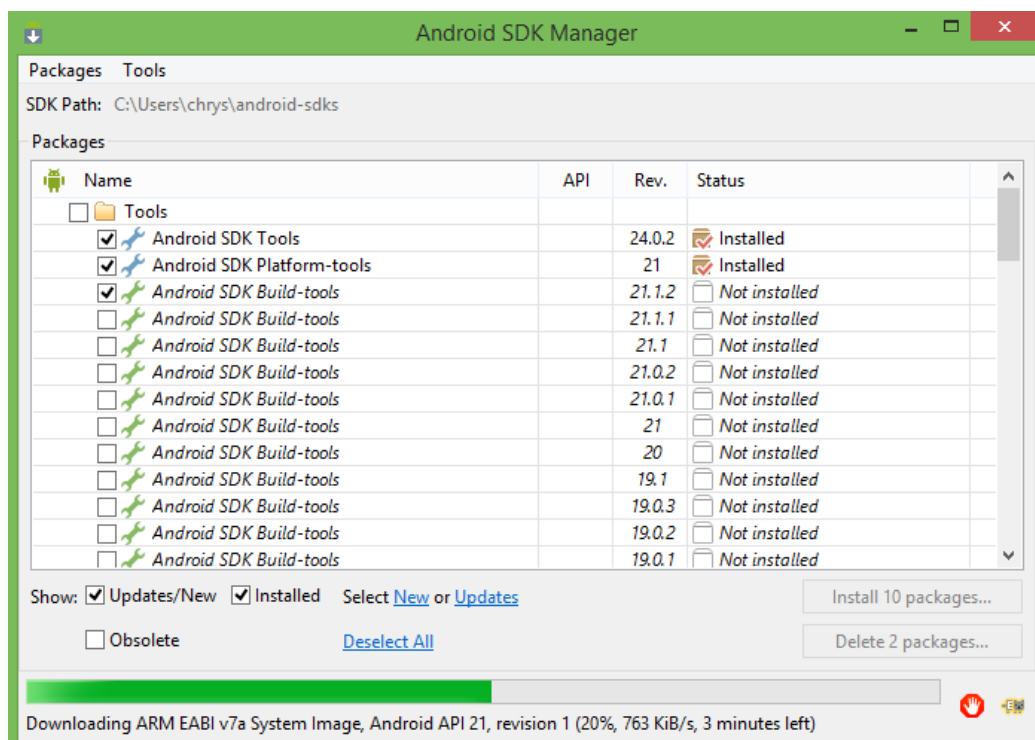 Android SDK Manager
Packages Tools
SDK Path: C:\Users\chrys\android-sdks
Packages
Name API Rev. Status
Tools
Android SDK Tools 24.0.2 Installed
Android SDK Platform-tools 21 Installed
Android SDK Build-tools 21.1.2 Not installed
Android SDK Build-tools 21.1.1 Not installed
Android SDK Build-tools 21.1 Not installed
Android SDK Build-tools 21.0.2 Not installed
Android SDK Build-tools 21.0.1 Not installed
Android SDK Build-tools 21 Not installed
Android SDK Build-tools 20 Not installed
Android SDK Build-tools 19.1 Not installed
Android SDK Build-tools 19.0.3 Not installed
Android SDK Build-tools 19.0.2 Not installed
Android SDK Build-tools 19.0.1 Not installed
Show: Updates/New Installed Select New or Updates Install 10 packages...
Obsolete Deselect All Delete 2 packages...
Downloading ARM EABI v7a System Image, Android API 21, revision 1 (20%, 763 KiB/s, 3 minutes left)